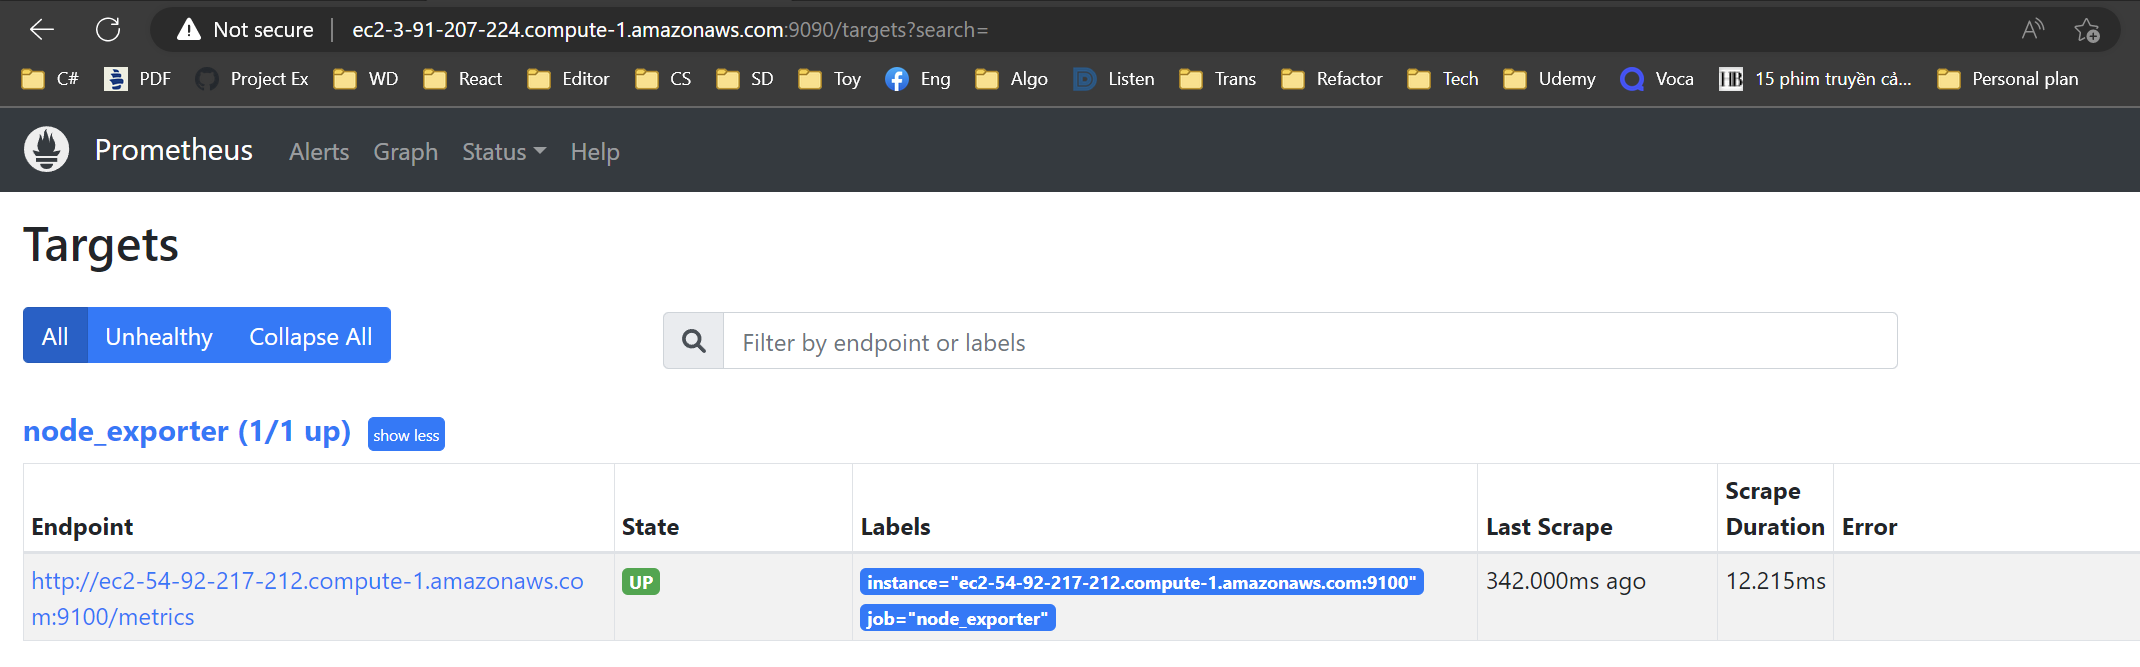 Not secure | ec2-3-91-207-224.compute-1.amazonaws.com:9090/targets?search=
C# PDF Project Ex WD React Editor CS SD Toy Eng Algo Listen Trans Refactor Tech Udemy Voca HB 15 phim truyền cả... Personal plan
Prometheus Alerts Graph Status Help
Targets
All Unhealthy Collapse All Filter by endpoint or labels
node_exporter (1/1 up) show less
Endpoint State Labels Last Scrape Scrape Duration Error
http://ec2-54-92-217-212.compute-1.amazonaws.co UP instance="ec2-54-92-217-212.compute-1.amazonaws.com:9100" 342.000ms ago 12.215ms
m:9100/metrics job="node_exporter"